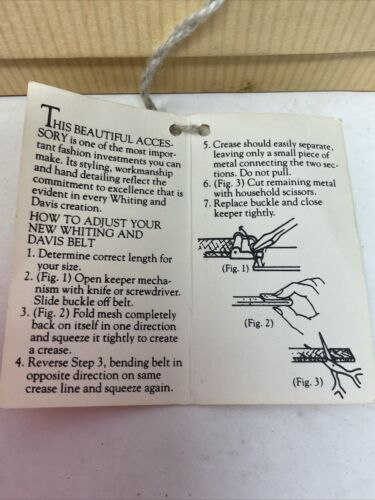 THIS BEAUTIFUL ACCES-
SORY is one of the most impor-
tant fashion investments you can
make. Its styling, workmanship
and hand detailing reflect the
commitment to excellence that is
evident in every Whiting and
Davis creation.
HOW TO ADJUST YOUR
NEW WHITING AND
DAVIS BELT
1. Determine correct length for
your size.
2. (Fig. 1) Open keeper mecha-
nism with knife or screwdriver.
Slide buckle off belt.
3. (Fig. 2) Fold mesh completely
back on itself in one direction
and squeeze it tightly to create
a crease.
4. Reverse Step 3, bending belt in
opposite direction on same
crease line and squeeze again.
5. Crease should easily separate,
leaving only a small piece of
metal connecting the two sec-
tions. Do not pull.
6. (Fig. 3) Cut remaining metal
with household scissors.
7. Replace buckle and close
keeper tightly.
(Fig. 1)
(Fig. 2)
(Fig. 3)